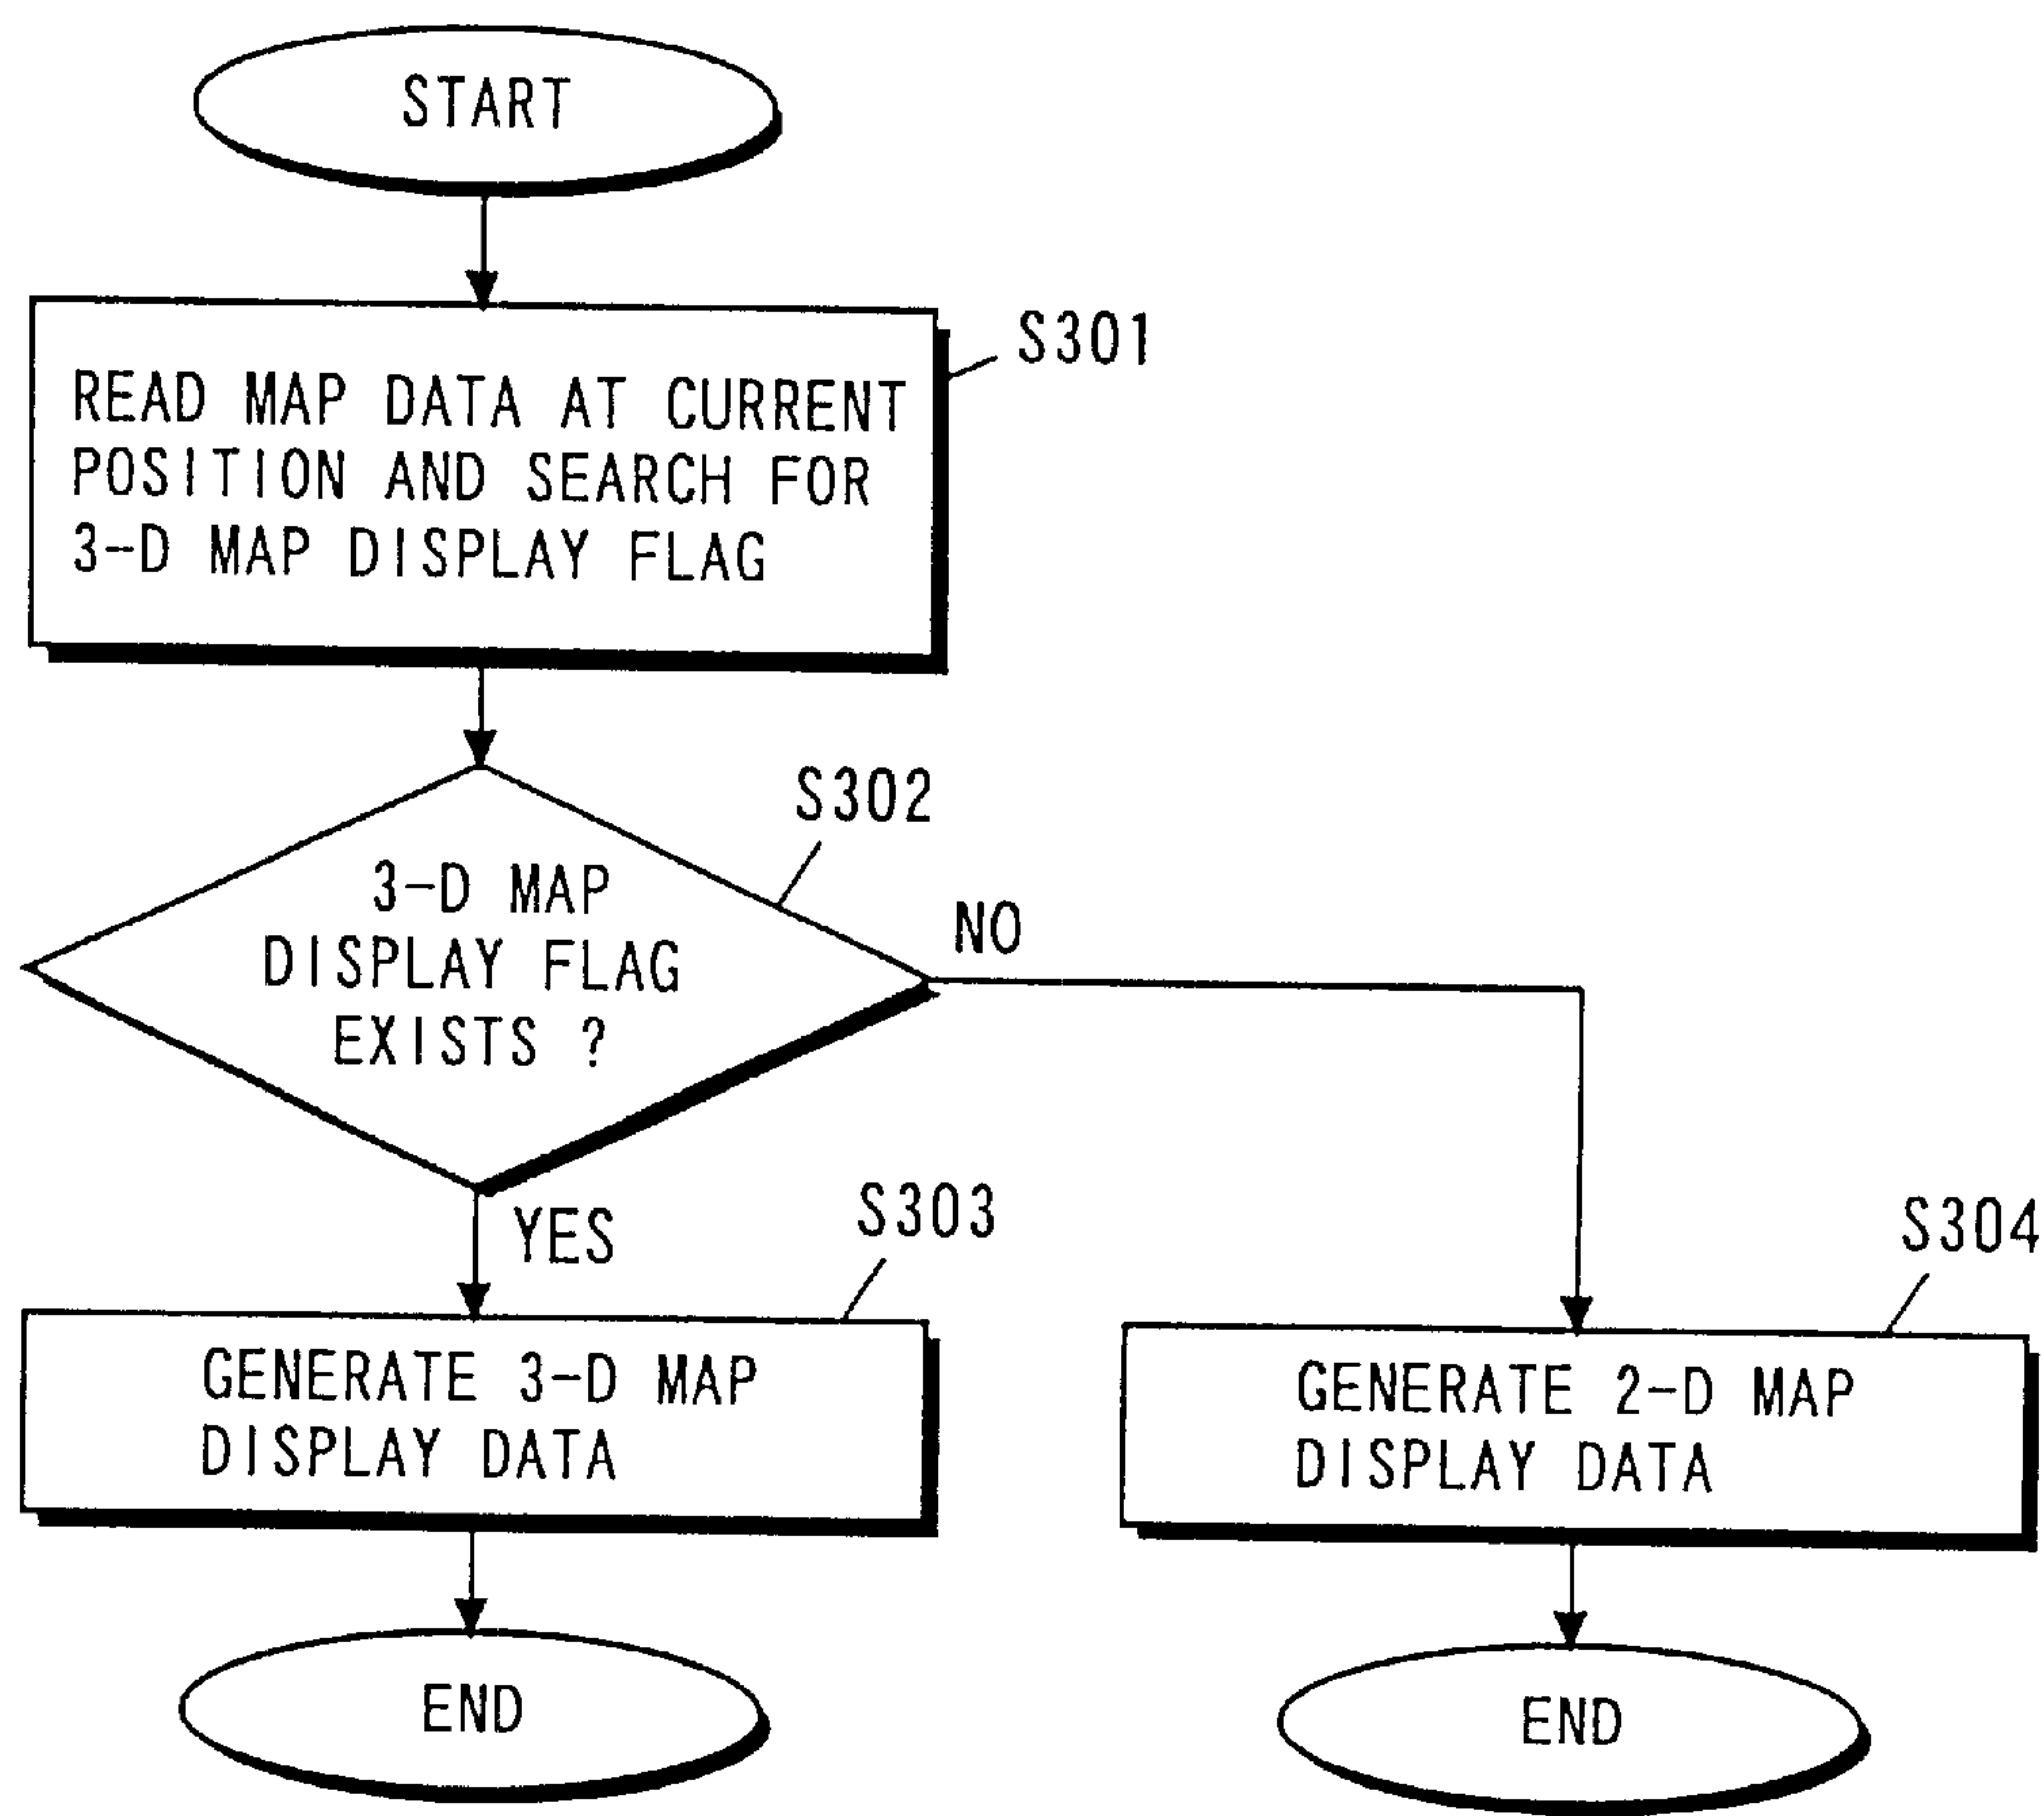 START
S301
READ MAP DATA AT CURRENT
POSITION AND SEARCH FOR
3-D MAP DISPLAY FLAG
S302
3-D MAP
DISPLAY FLAG
EXISTS ?
NO
YES
S303
GENERATE 3-D MAP
DISPLAY DATA
S304
GENERATE 2-D MAP
DISPLAY DATA
END
END